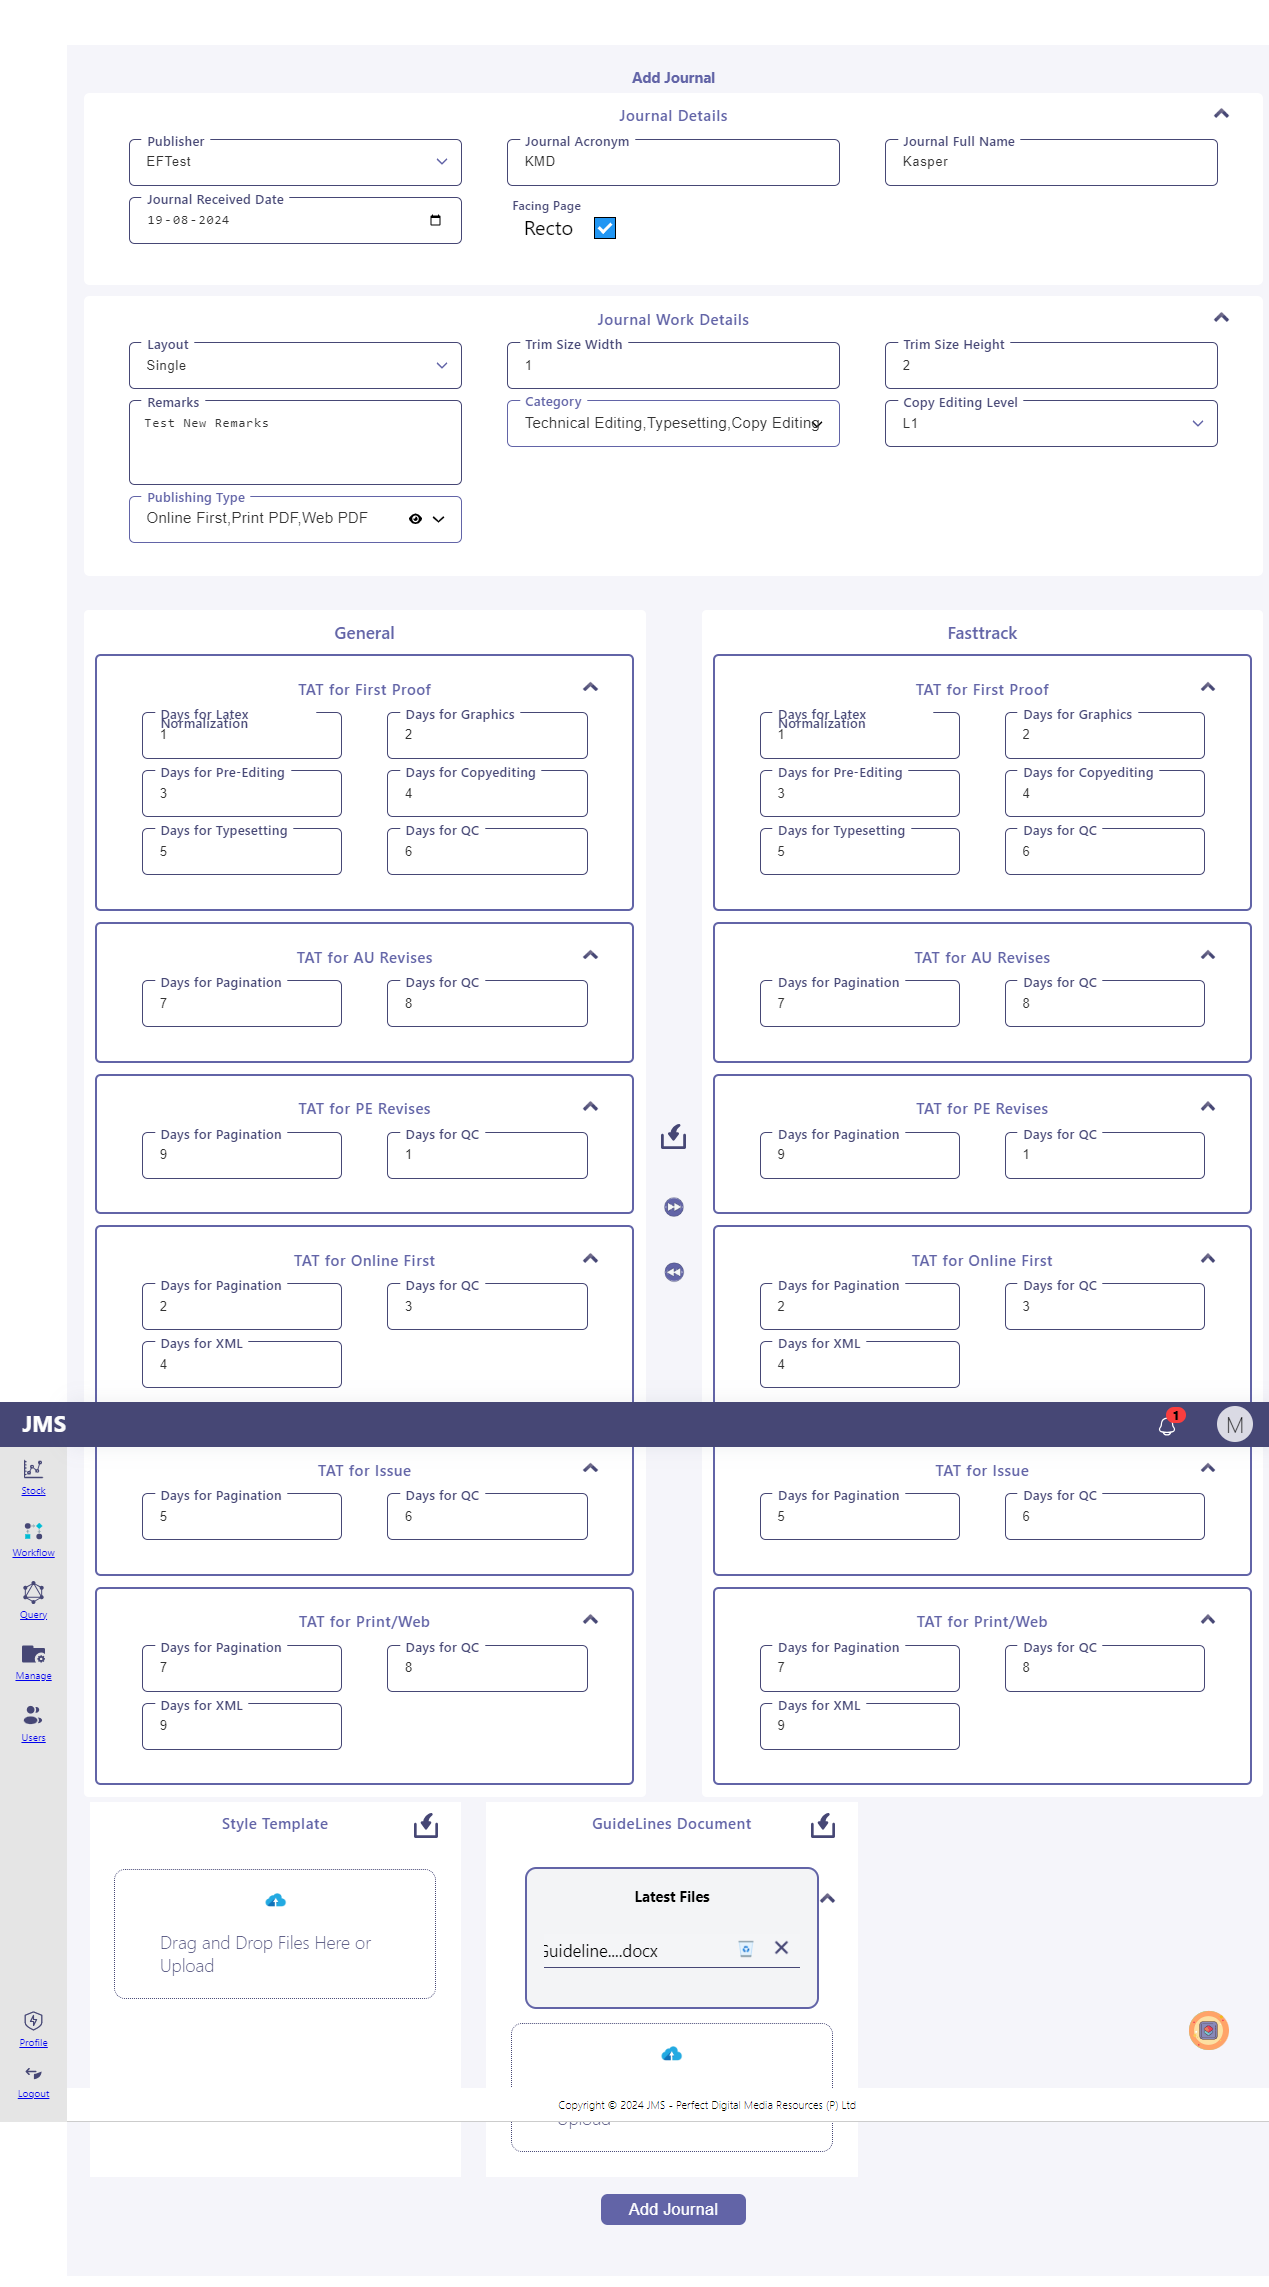 Add Journal
Journal Details
Publisher
EFTest
Journal Acronym
KMD
Journal Full Name
Kasper
Journal Received Date
19-08-2024
Facing Page
Recto
Journal Work Details
Layout
Single
Trim Size Width
1
Trim Size Height
2
Remarks
Test New Remarks
Category
Technical Editing,Typesetting,Copy Editing
Copy Editing Level
L1
Publishing Type
Online First,Print PDF,Web PDF
General
TAT for First Proof
Days for Latex
Normalization
1
Days for Graphics
2
Days for Pre-Editing
3
Days for Copyediting
4
Days for Typesetting
5
Days for QC
6
TAT for AU Revises
Days for Pagination
7
Days for QC
8
TAT for PE Revises
Days for Pagination
9
Days for QC
1
TAT for Online First
Days for Pagination
2
Days for QC
3
Days for XML
4
Fasttrack
TAT for First Proof
Days for Latex
Normalization
1
Days for Graphics
2
Days for Pre-Editing
3
Days for Copyediting
4
Days for Typesetting
5
Days for QC
6
TAT for AU Revises
Days for Pagination
7
Days for QC
8
TAT for PE Revises
Days for Pagination
9
Days for QC
1
TAT for Online First
Days for Pagination
2
Days for QC
3
Days for XML
4
JMS
1
M
Stock
Workflow
Query
Manage
Users
Profile
Logout
TAT for Issue
Days for Pagination
5
Days for QC
6
TAT for Print/Web
Days for Pagination
7
Days for QC
8
Days for XML
9
TAT for Issue
Days for Pagination
5
Days for QC
6
TAT for Print/Web
Days for Pagination
7
Days for QC
8
Days for XML
9
Style Template
Drag and Drop Files Here or
Upload
GuideLines Document
Latest Files
Guideline....docx
Copyright © 2024 JMS - Perfect Digital Media Resources (P) Ltd
Upload
Add Journal